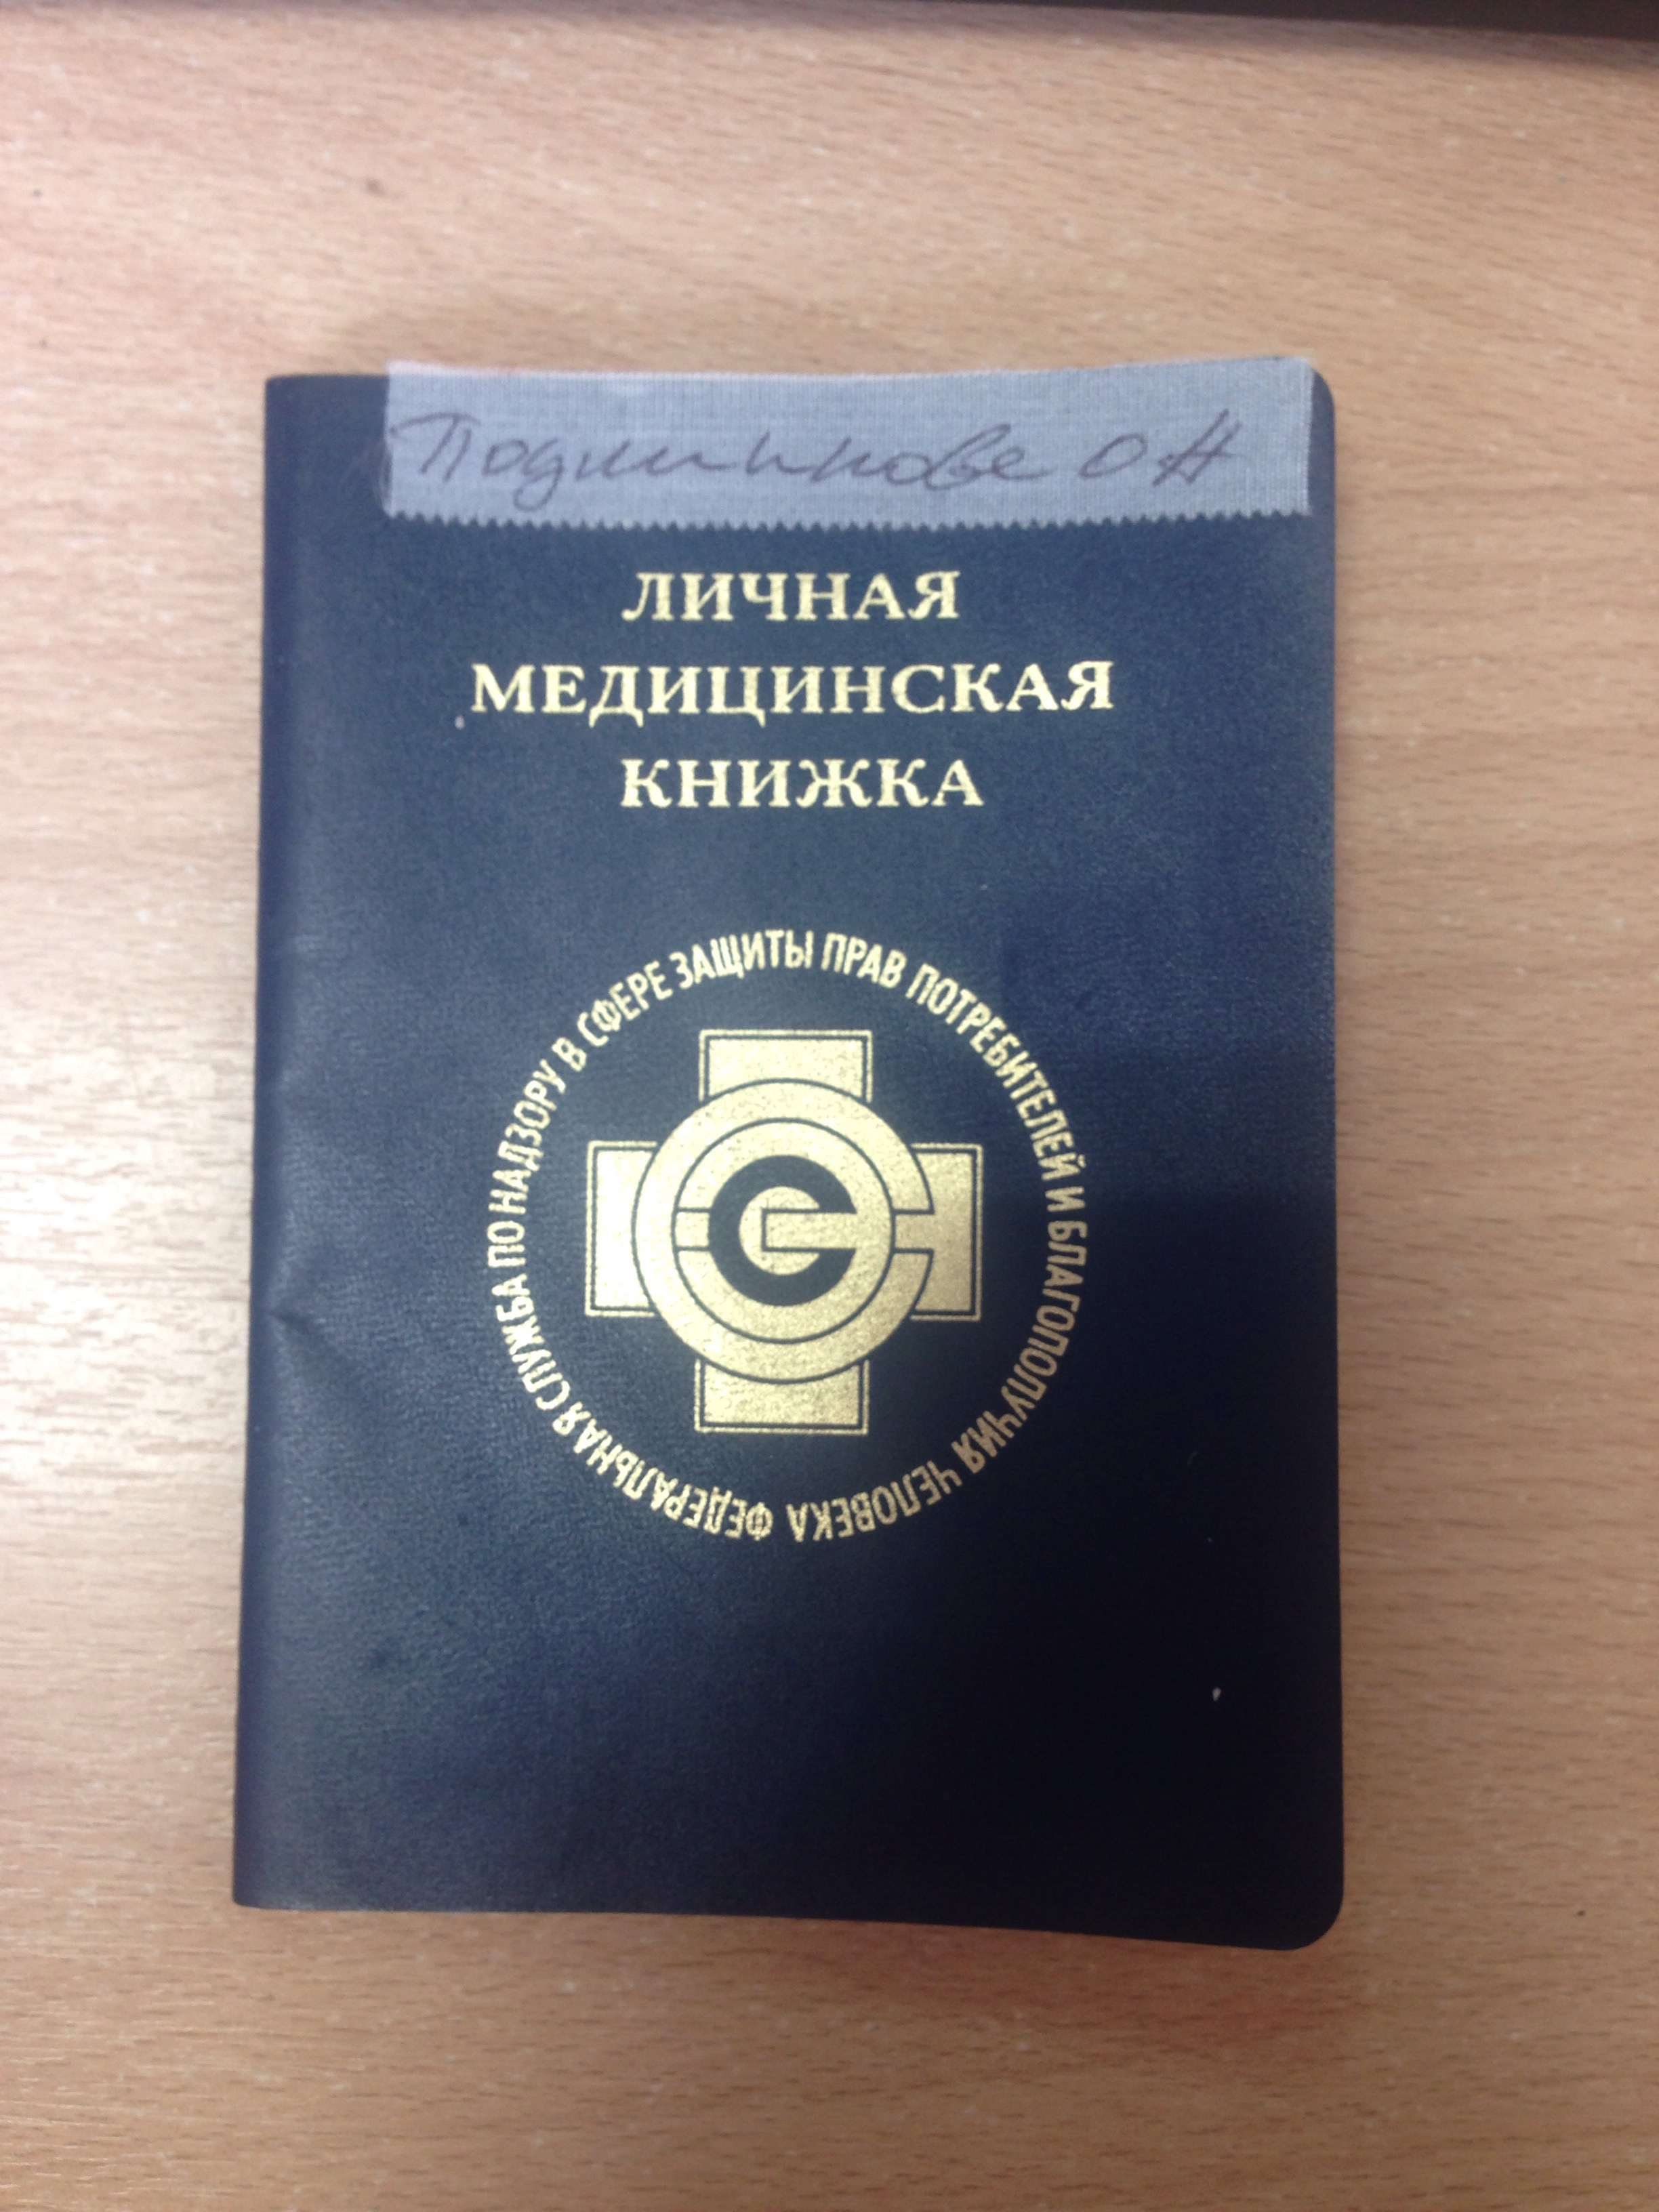 ЛИЧНАЯ
МЕДИЦИНСКАЯ
КНИЖКА
ФЕДЕРАЛЬНАЯ СЛУЖБА ПО НАДЗОРУ В СФЕРЕ ЗАЩИТЫ ПРАВ ПОТРЕБИТЕЛЕЙ И БЛАГОПОЛУЧИЯ ЧЕЛОВЕКА